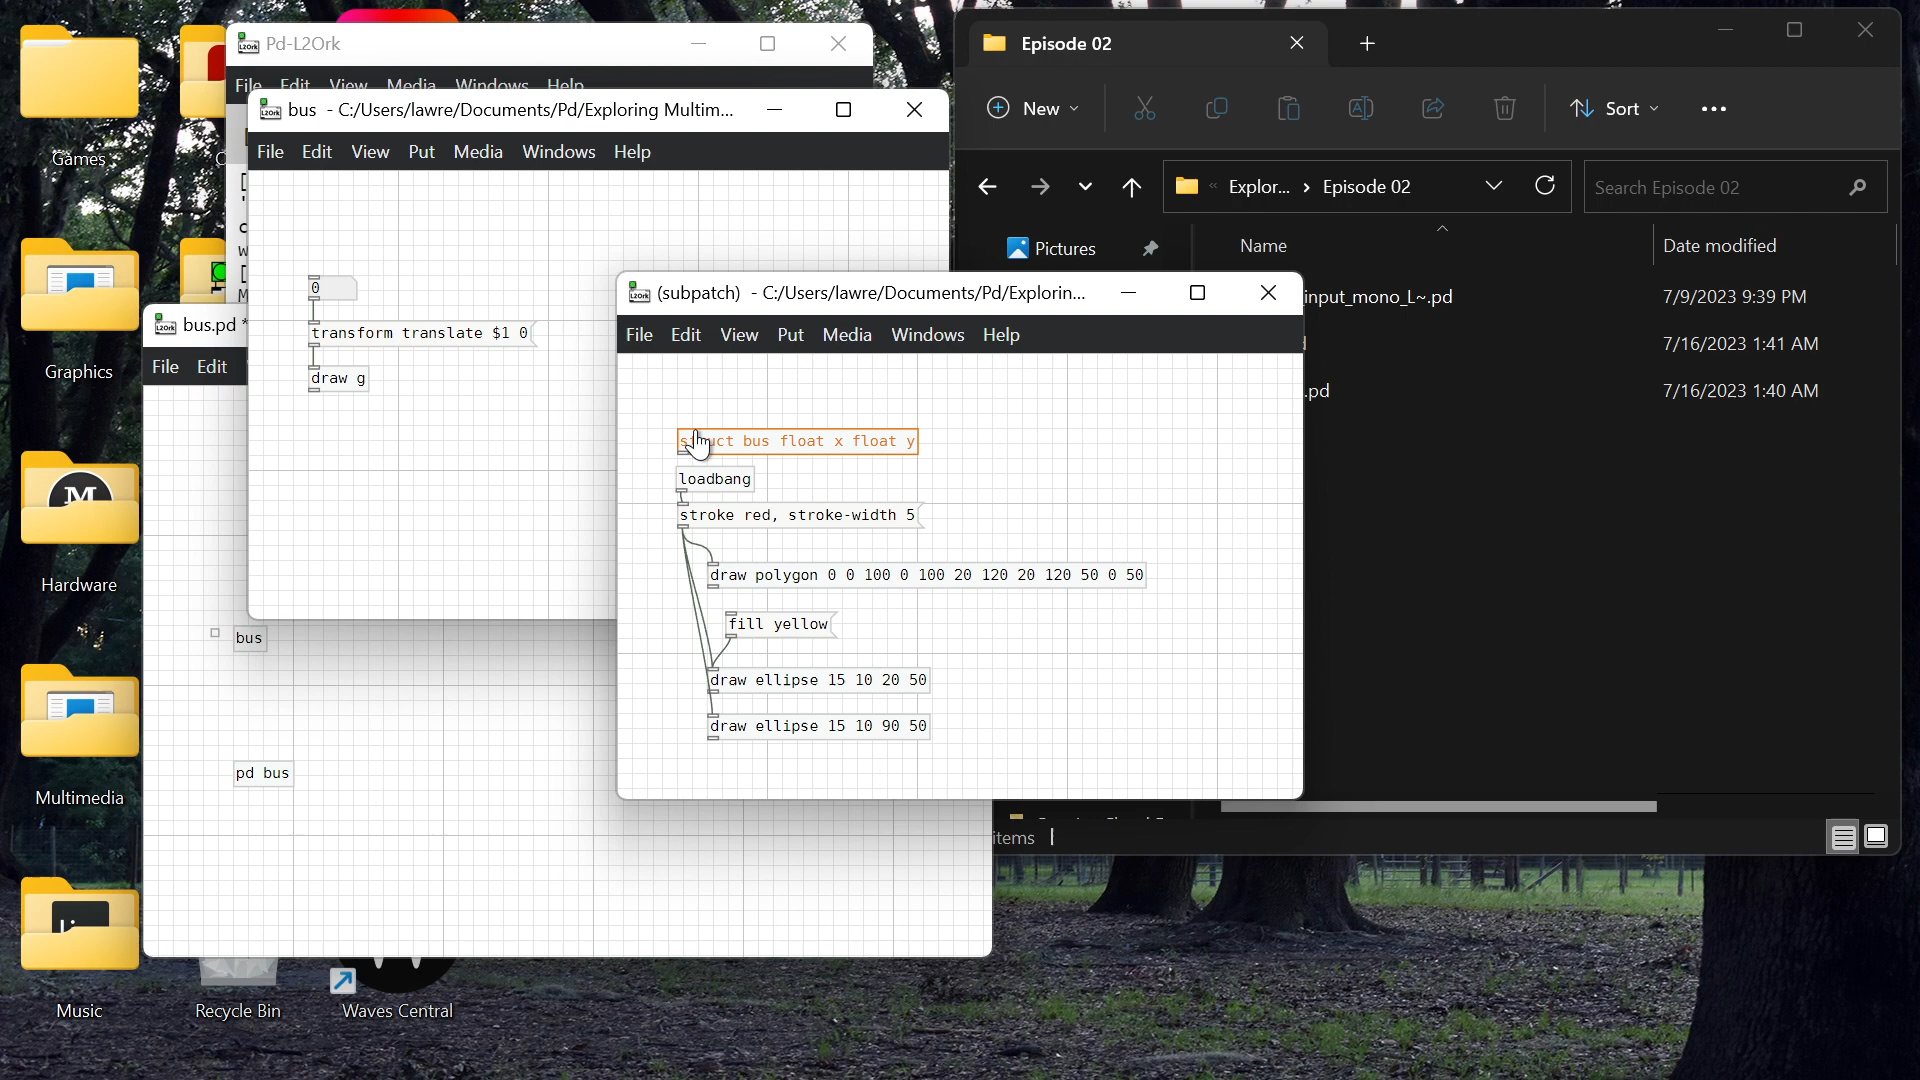 Pd-L2Ork
File Edit View Media Windows Help
bus - C:/Users/lawre/Documents/Pd/Exploring Multim...
File Edit View Put Media Windows Help
0
transform translate $1 0
draw g
bus.pd *
File Edit
bus
pd bus
(subpatch) - C:/Users/lawre/Documents/Pd/Explorin...
File Edit View Put Media Windows Help
bus float x float y
loadbang
stroke red, stroke-width 5
draw polygon 0 0 100 0 100 20 120 20 120 50 0 50
fill yellow
draw ellipse 15 10 20 50
draw ellipse 15 10 90 50
Episode 02
New
Sort
Explor... > Episode 02
Search Episode 02
Pictures
Name
Date modified
input_mono_L~.pd
7/9/2023 9:39 PM
7/16/2023 1:41 AM
.pd
7/16/2023 1:40 AM
items
Games
Graphics
Hardware
Multimedia
Music
Recycle Bin
Waves Central